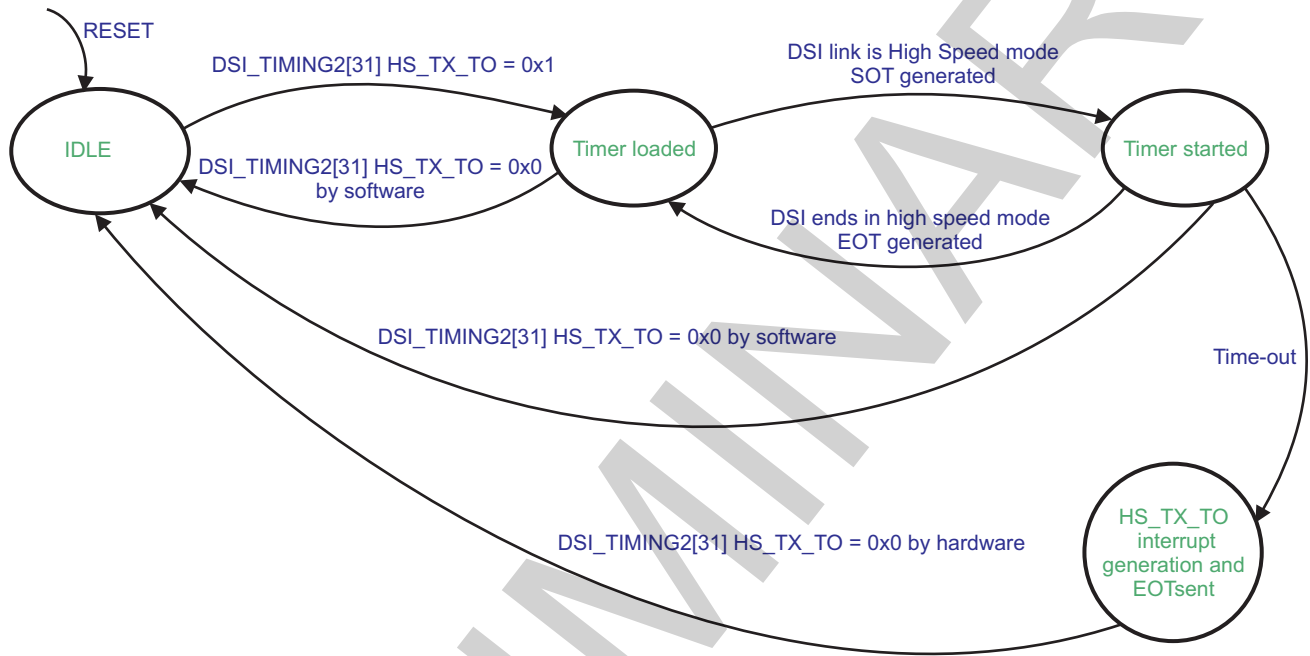 RESET
DSI_TIMING2[31] HS_TX_TO = 0x1
DSI link is High Speed mode
SOT generated
IDLE
Timer loaded
Timer started
DSI_TIMING2[31] HS_TX_TO = 0x0
by software
DSI ends in high speed mode
EOT generated
DSI_TIMING2[31] HS_TX_TO = 0x0 by software
Time-out
HS_TX_TO
interrupt
generation and
EOTsent
DSI_TIMING2[31] HS_TX_TO = 0x0 by hardware